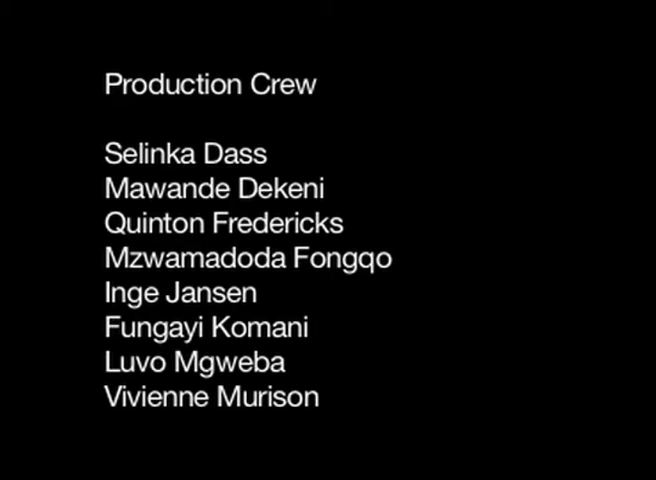 Production Crew
Selinka Dass
Mawande Dekeni
Quinton Fredericks
Mzwamadoda Fongqo
Inge Jansen
Fungayi Komani
Luvo Mgweba
Vivienne Murison